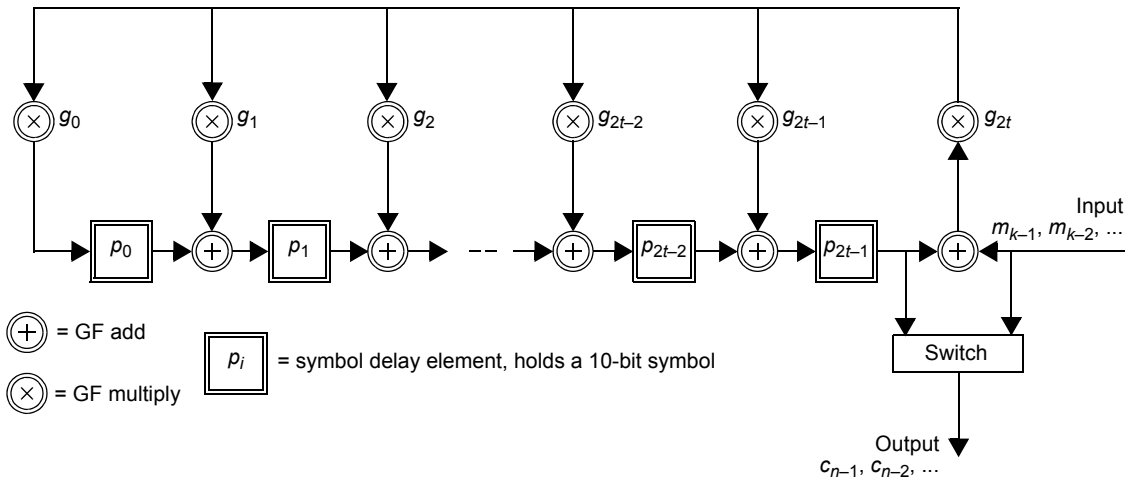 g0 g1 g2 g2t–2 g2t–1 g2t
Input
mk–1, mk–2, ...
p0 p1 p2t–2 p2t–1
= GF add
pi = symbol delay element, holds a 10-bit symbol
Switch
= GF multiply
Output
cn–1, cn–2, ...